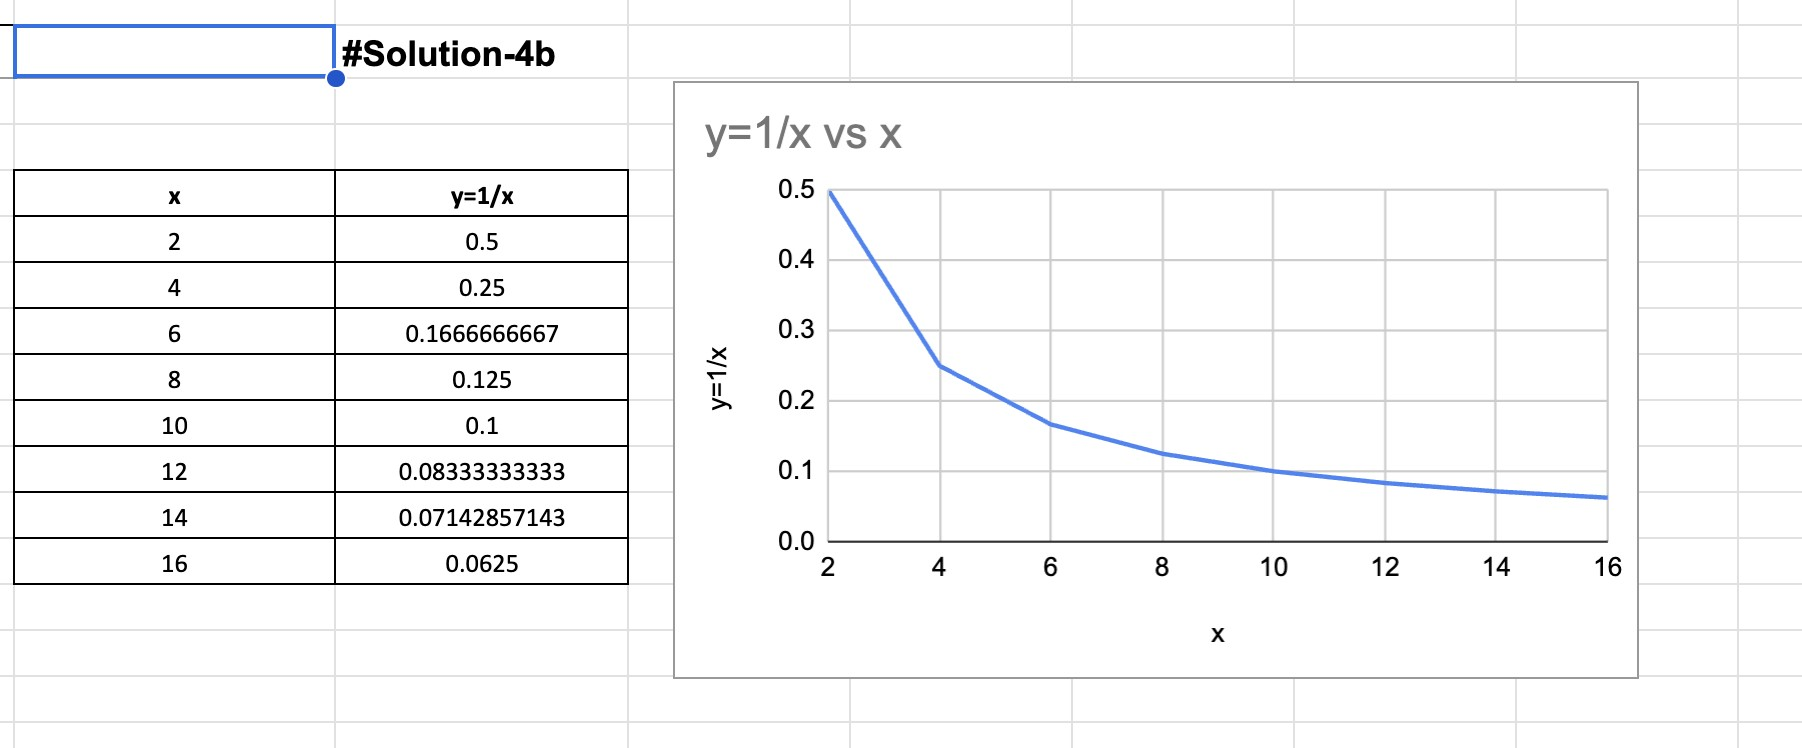 #Solution-4b
x y=1/x
2 0.5
4 0.25
6 0.1666666667
8 0.125
10 0.1
12 0.08333333333
14 0.07142857143
16 0.0625
y=1/x vs x
y=1/x
0.5
0.4
0.3
0.2
0.1
0.0
2 4 6 8 10 12 14 16
x